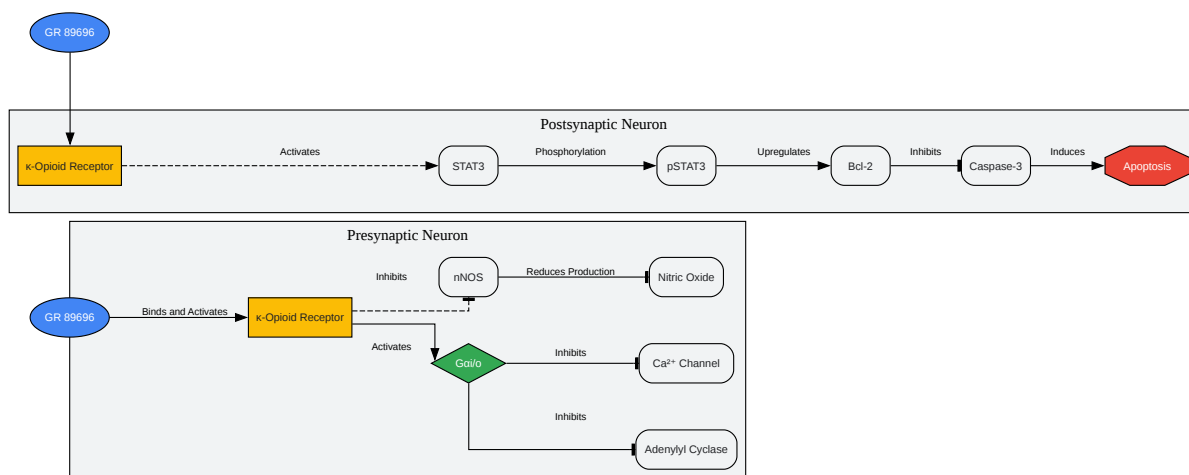 GR 89696
Postsynaptic Neuron
κ-Opioid Receptor
Activates
STAT3
Phosphorylation
pSTAT3
Upregulates
Bcl-2
Inhibits
Caspase-3
Induces
Apoptosis
Presynaptic Neuron
GR 89696
Binds and Activates
κ-Opioid Receptor
Inhibits
nNOS
Reduces Production
Nitric Oxide
Activates
Gαi/o
Inhibits
Ca²⁺ Channel
Inhibits
Adenylyl Cyclase